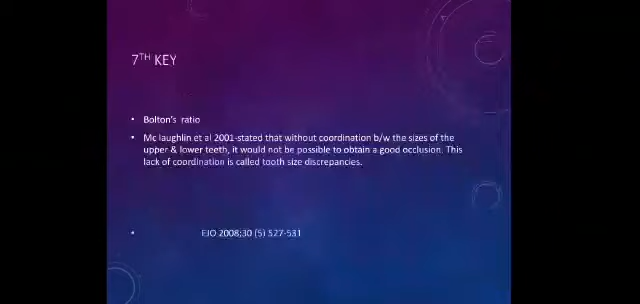 7TH KEY
• Bolton's ratio
• Mc laughlin et al 2001-stated that without coordination b/w the sizes of the
upper & lower teeth, it would not be possible to obtain a good occlusion. This
lack of coordination is called tooth size discrepancies.
• EJO 2008;30 (5) 527-531